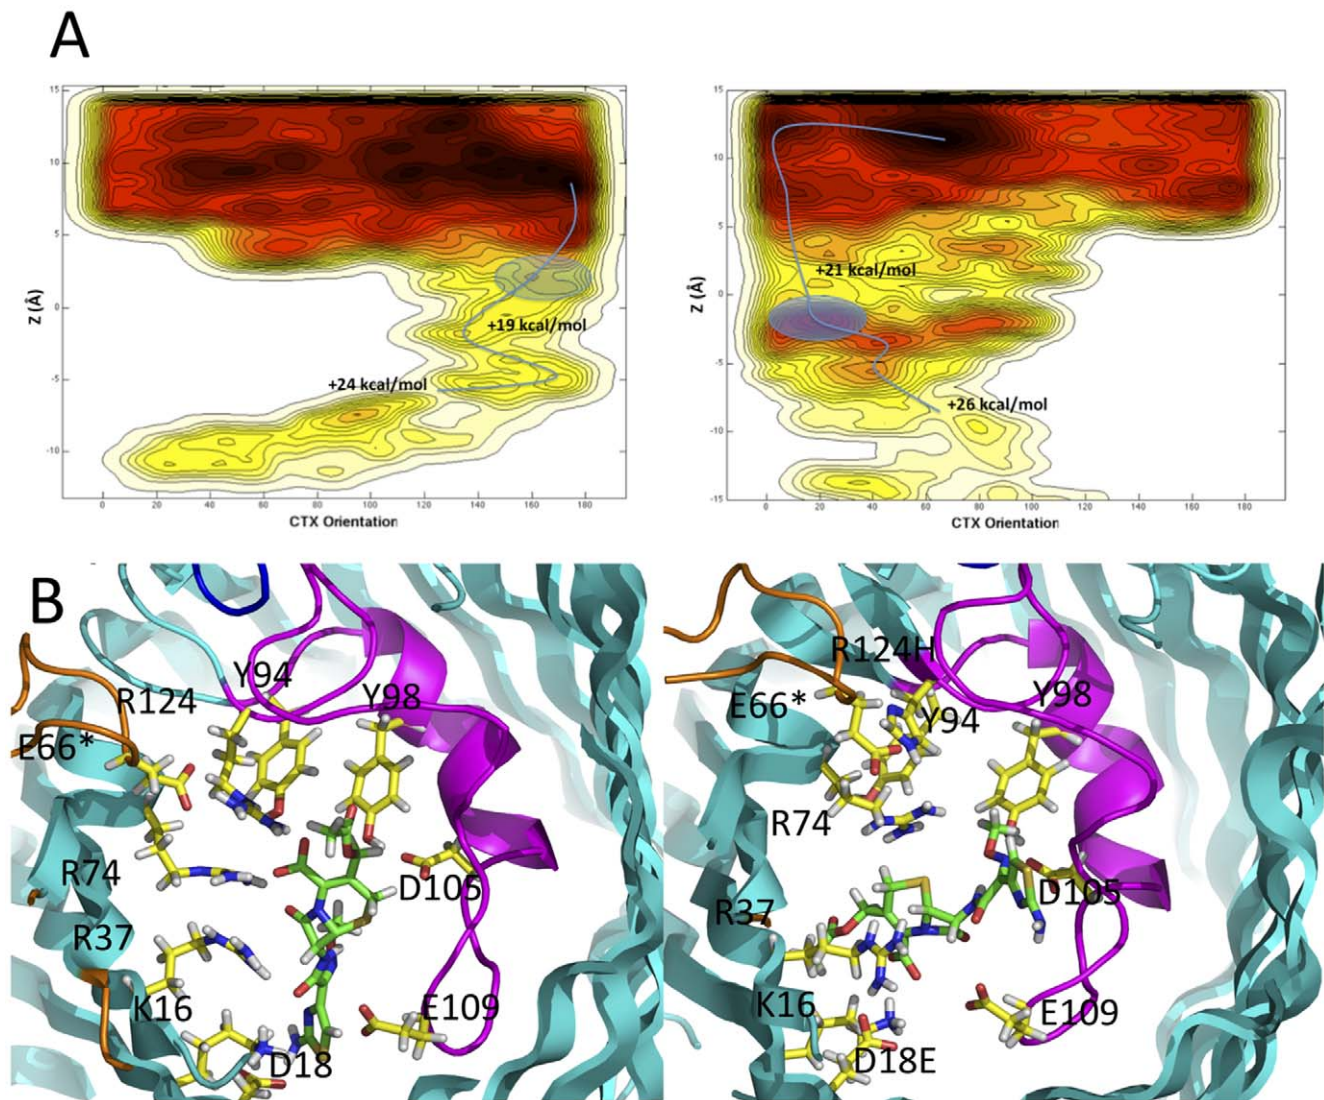 A
15
10
5
0
-5
-10
Z (Å)
0
20
40
60
80
100
120
140
160
180
CTX Orientation
+19 kcal/mol
+24 kcal/mol
15
10
5
0
-5
-10
-15
Z (Å)
0
20
40
60
80
100
120
140
160
180
CTX Orientation
+21 kcal/mol
+26 kcal/mol
B
Y94
R124
Y98
E66*
R74
D105
R37
K16
E109
D18
R124H
Y98
E66*
Y94
R74
D105
R37
K16
E109
D18E